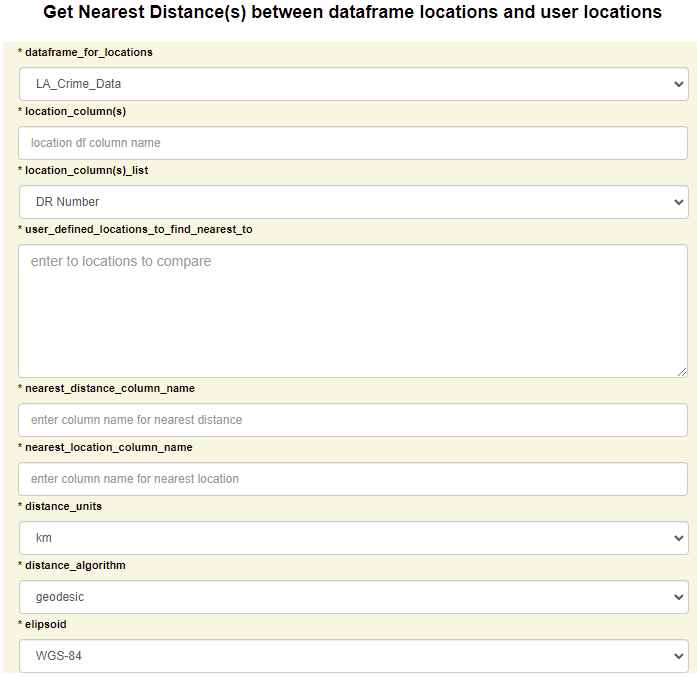 Get Nearest Distance(s) between dataframe locations and user locations
* dataframe_for_locations
LA_Crime_Data
* location_column(s)
location df column name
* location_column(s)_list
DR Number
* user_defined_locations_to_find_nearest_to
enter to locations to compare
* nearest_distance_column_name
enter column name for nearest distance
* nearest_location_column_name
enter column name for nearest location
* distance_units
km
* distance_algorithm
geodesic
* elipsoid
WGS-84